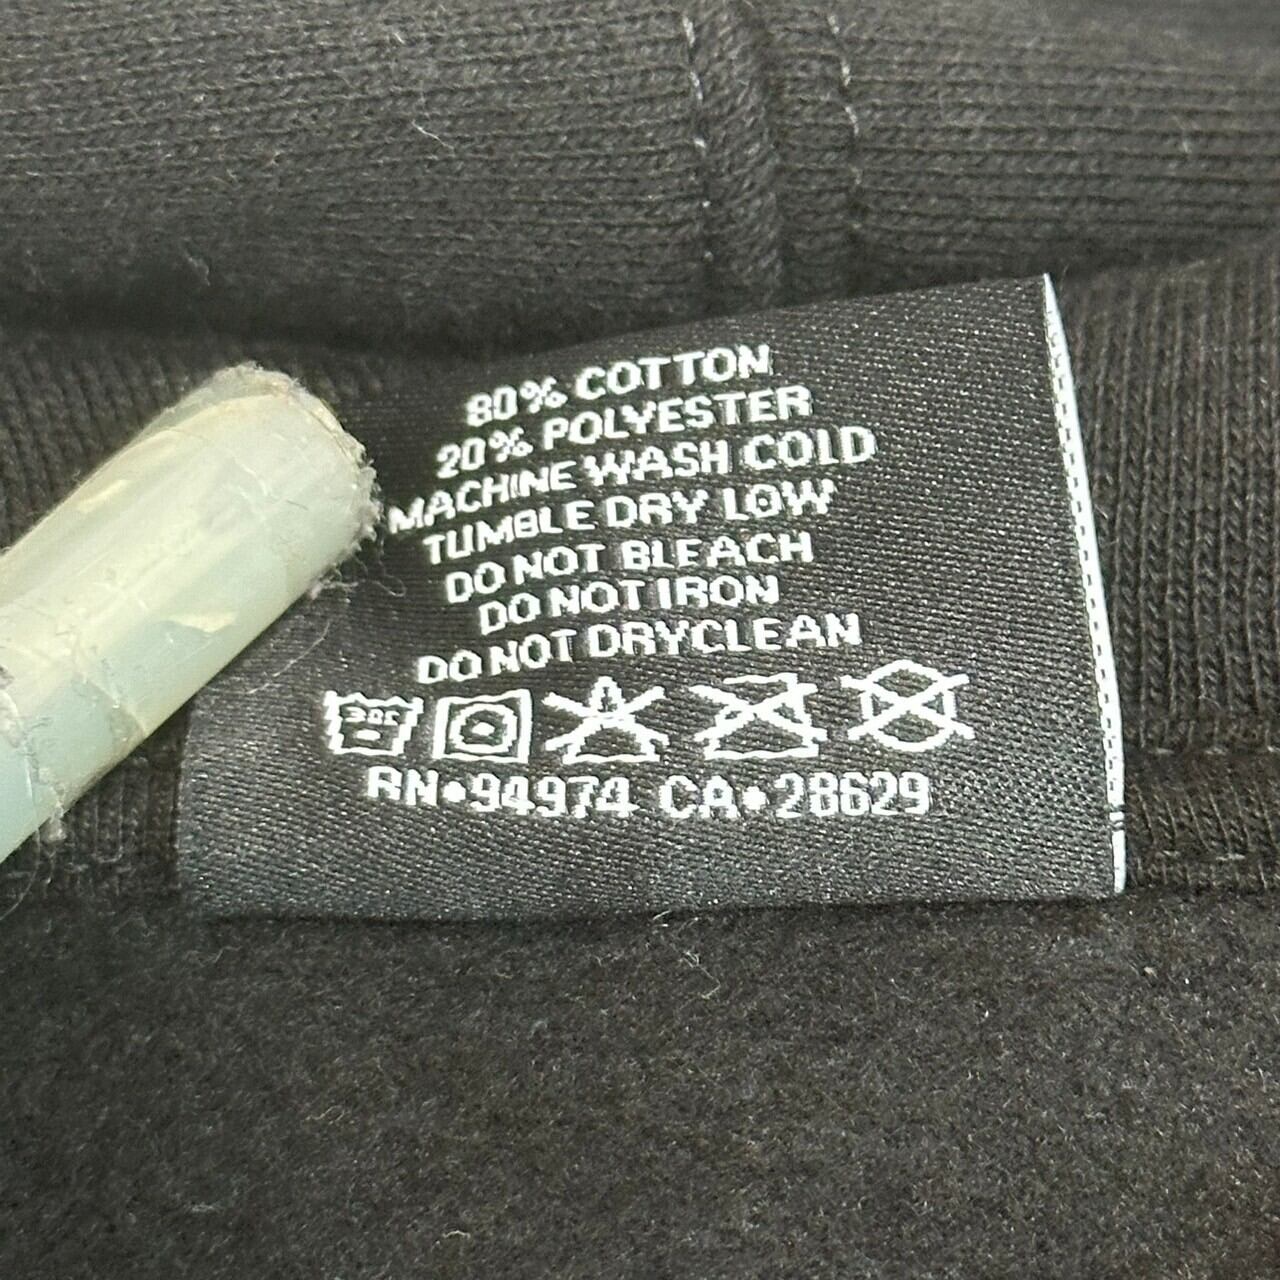 80% COTTON
20% POLYESTER
MACHINE WASH COLD
TUMBLE DRY LOW
DO NOT BLEACH
DO NOT IRON
DO NOT DRYCLEAN
RN•94974 CA•28629